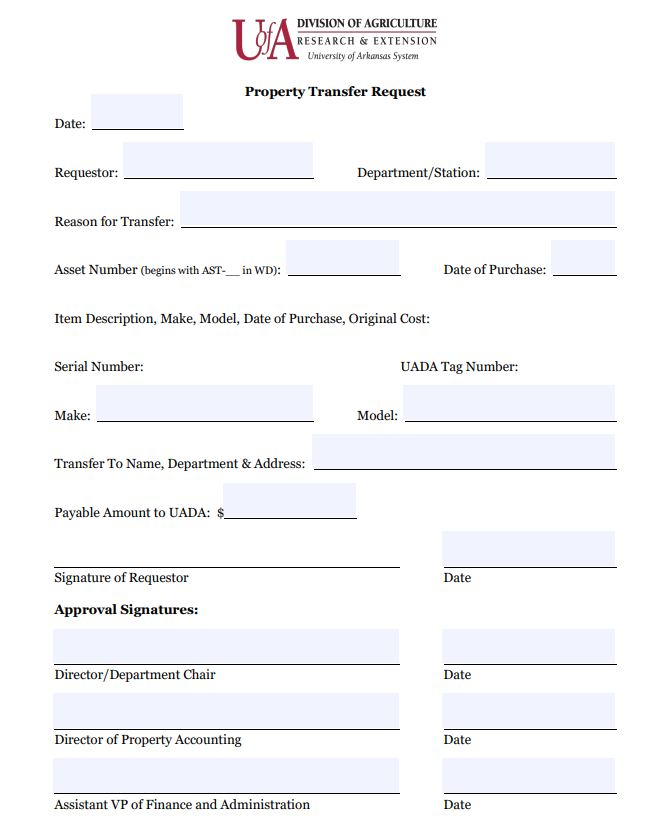 UofA DIVISION OF AGRICULTURE
RESEARCH & EXTENSION
University of Arkansas System
Property Transfer Request
Date:
Requestor: Department/Station:
Reason for Transfer:
Asset Number (begins with AST-__ in WD): Date of Purchase:
Item Description, Make, Model, Date of Purchase, Original Cost:
Serial Number: UADA Tag Number:
Make: Model:
Transfer To Name, Department & Address:
Payable Amount to UADA: $
Signature of Requestor Date
Approval Signatures:
Director/Department Chair Date
Director of Property Accounting Date
Assistant VP of Finance and Administration Date